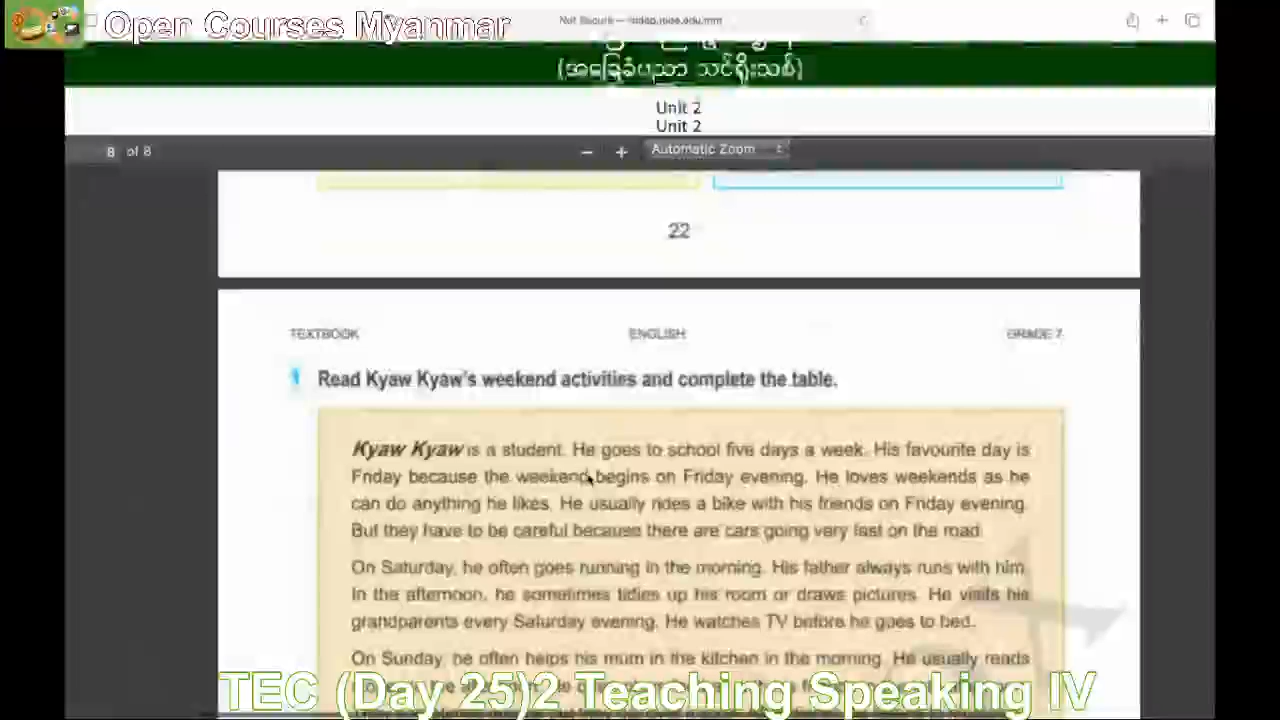 Open Courses Myanmar
Not Secure —
(အခြေခံပညာ သင်ရိုးသစ်)
Unit 2
Unit 2
8 of 8
− + Automatic Zoom
22
TEXTBOOK ENGLISH GRADE 7
1 Read Kyaw Kyaw's weekend activities and complete the table.
Kyaw Kyaw is a student. He goes to school five days a week. His favourite day is
Friday because the weekend begins on Friday evening. He loves weekends as he
can do anything he likes. He usually rides a bike with his friends on Friday evening.
But they have to be careful because there are cars going very fast on the road.
On Saturday, he often goes running in the morning. His father always runs with him.
In the afternoon, he sometimes tidies up his room or draws pictures. He visits his
grandparents every Saturday evening. He watches TV before he goes to bed.
On Sunday, he often helps his mum in the kitchen in the morning. He usually reads
TEC (Day 25)2 Teaching Speaking IV